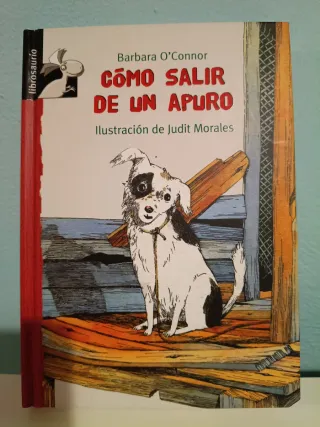 librosaurio
Barbara O'Connor
CÓMO SALIR
DE UN APURO
Ilustración de Judit Morales